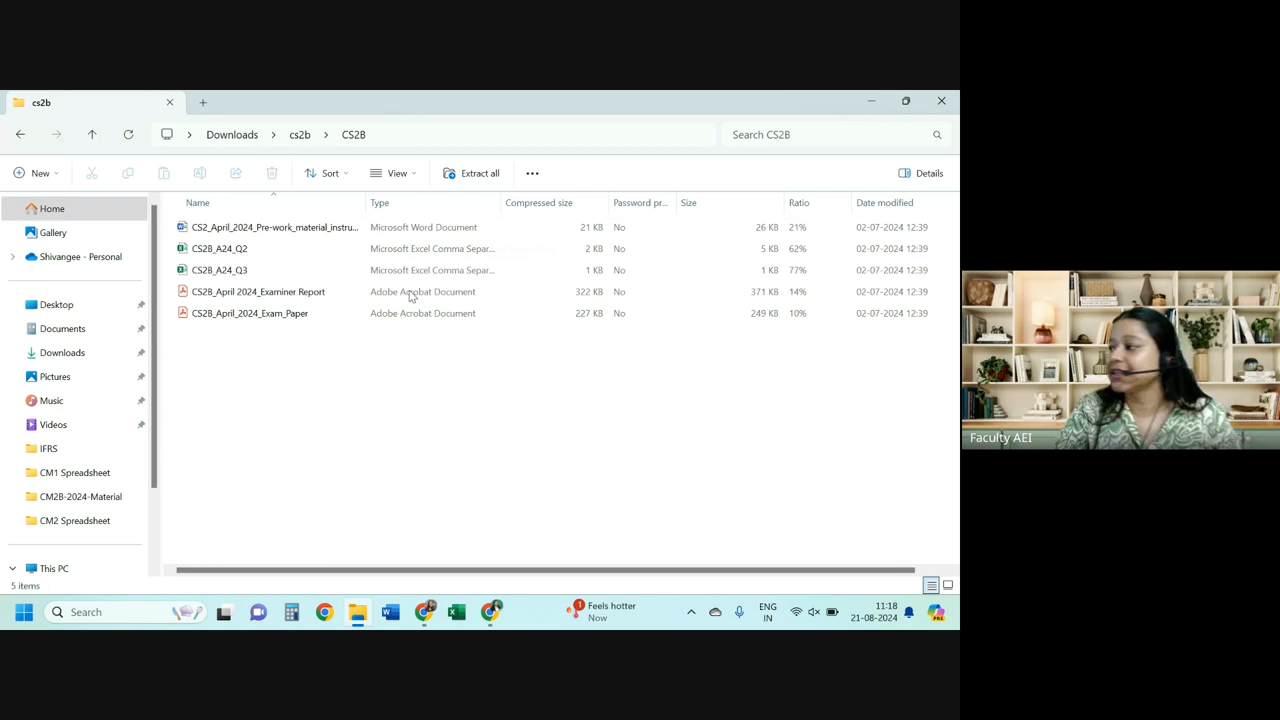 cs2b
Downloads > cs2b > CS2B
Search CS2B
New
Sort
View
Extract all
Details
Name Type Compressed size Password pr... Size Ratio Date modified
CS2_April_2024_Pre-work_material_instru... Microsoft Word Document 21 KB No 26 KB 21% 02-07-2024 12:39
CS2B_A24_Q2 Microsoft Excel Comma Separ... 2 KB No 5 KB 62% 02-07-2024 12:39
CS2B_A24_Q3 Microsoft Excel Comma Separ... 1 KB No 1 KB 77% 02-07-2024 12:39
CS2B_April 2024_Examiner Report Adobe Acrobat Document 322 KB No 371 KB 14% 02-07-2024 12:39
CS2B_April_2024_Exam_Paper Adobe Acrobat Document 227 KB No 249 KB 10% 02-07-2024 12:39
Home
Gallery
Shivangee - Personal
Desktop
Documents
Downloads
Pictures
Music
Videos
IFRS
CM1 Spreadsheet
CM2B-2024-Material
CM2 Spreadsheet
This PC
5 items
Faculty AEI
Search
1
Feels hotter
Now
ENG
IN
11:18
21-08-2024